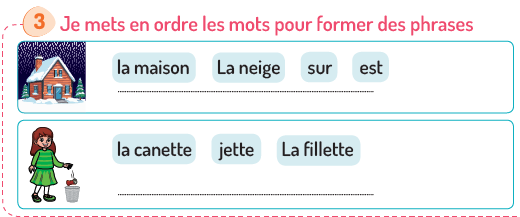 3 Je mets en ordre les mots pour former des phrases
la maison La neige sur est
la canette jette La fillette